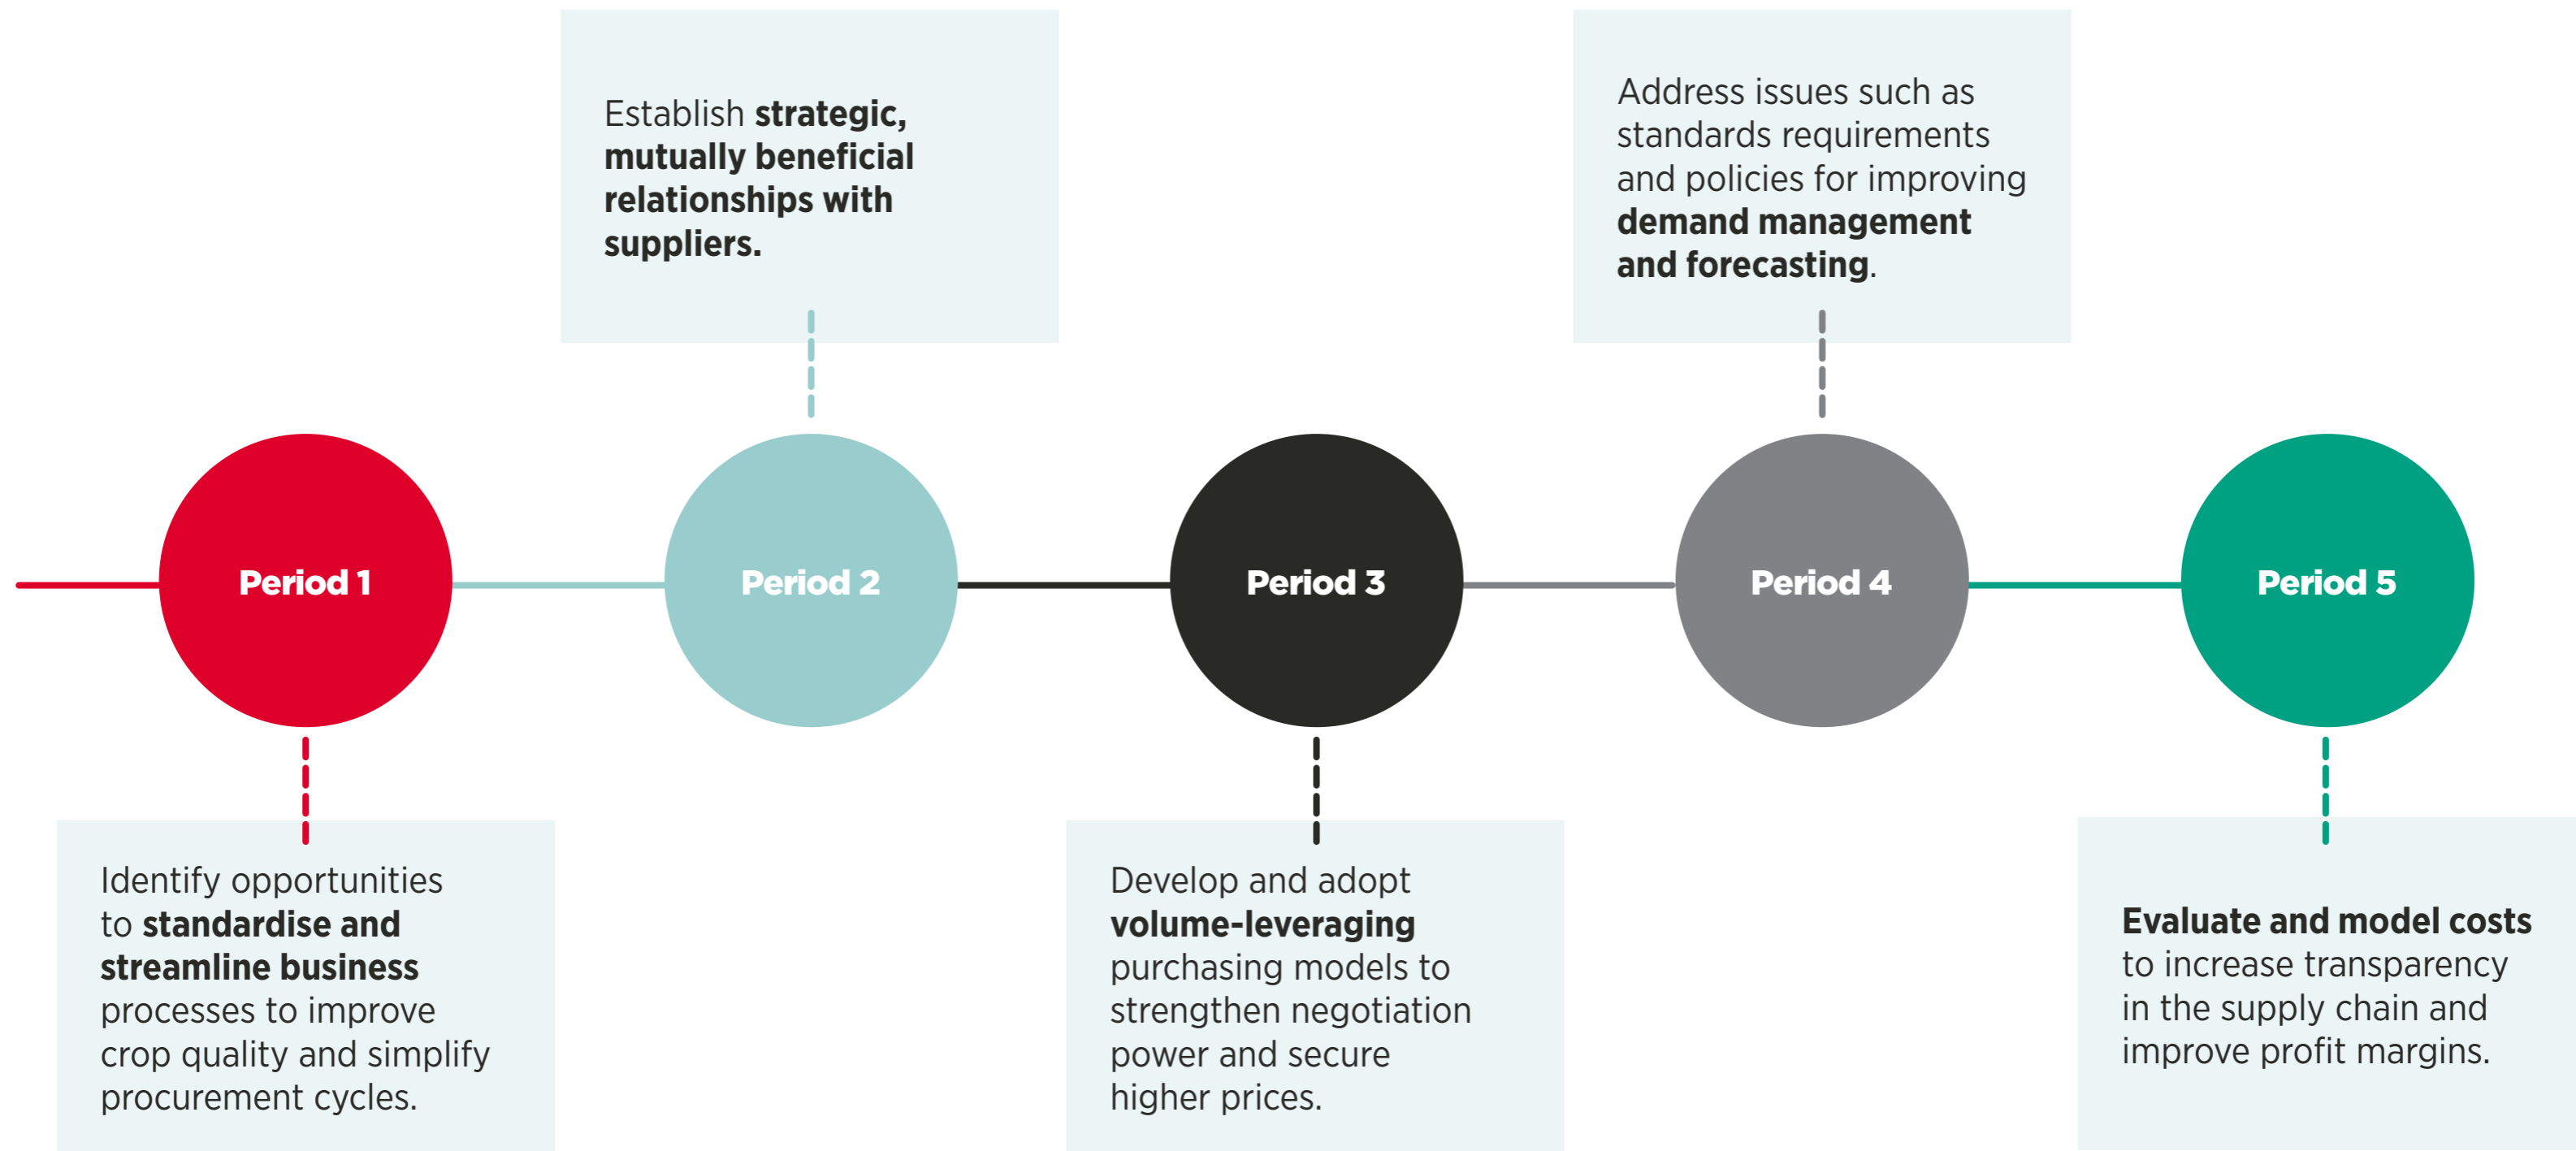 Establish strategic,
mutually beneficial
relationships with
suppliers.
Address issues such as
standards requirements
and policies for improving
demand management
and forecasting.
Period 1
Period 2
Period 3
Period 4
Period 5
Identify opportunities
to standardise and
streamline business
processes to improve
crop quality and simplify
procurement cycles.
Develop and adopt
volume-leveraging
purchasing models to
strengthen negotiation
power and secure
higher prices.
Evaluate and model costs
to increase transparency
in the supply chain and
improve profit margins.